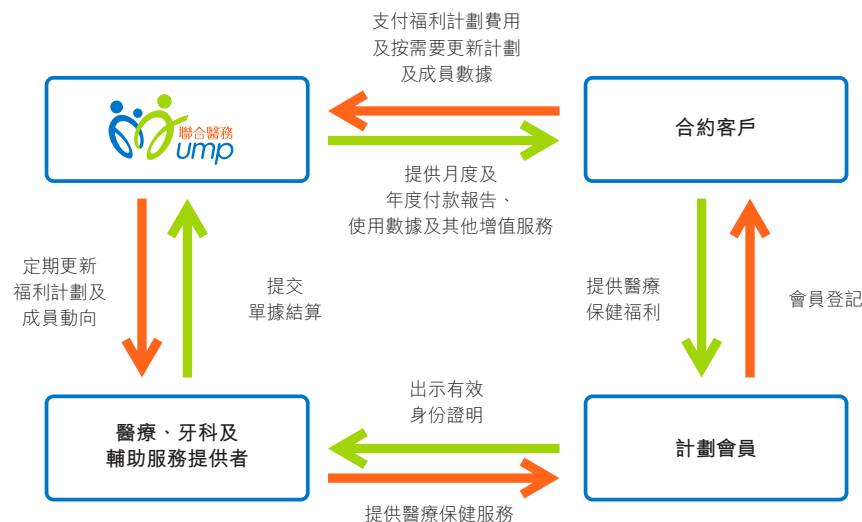 支付福利計劃費用
及按需要更新計劃
及成員數據
聯合醫務
ump
合約客戶
提供月度及
年度付款報告、
使用數據及其他增值服務
定期更新
福利計劃及
成員動向
提交
單據結算
提供醫療
保健福利
會員登記
出示有效
身份證明
醫療、牙科及
輔助服務提供者
計劃會員
提供醫療保健服務